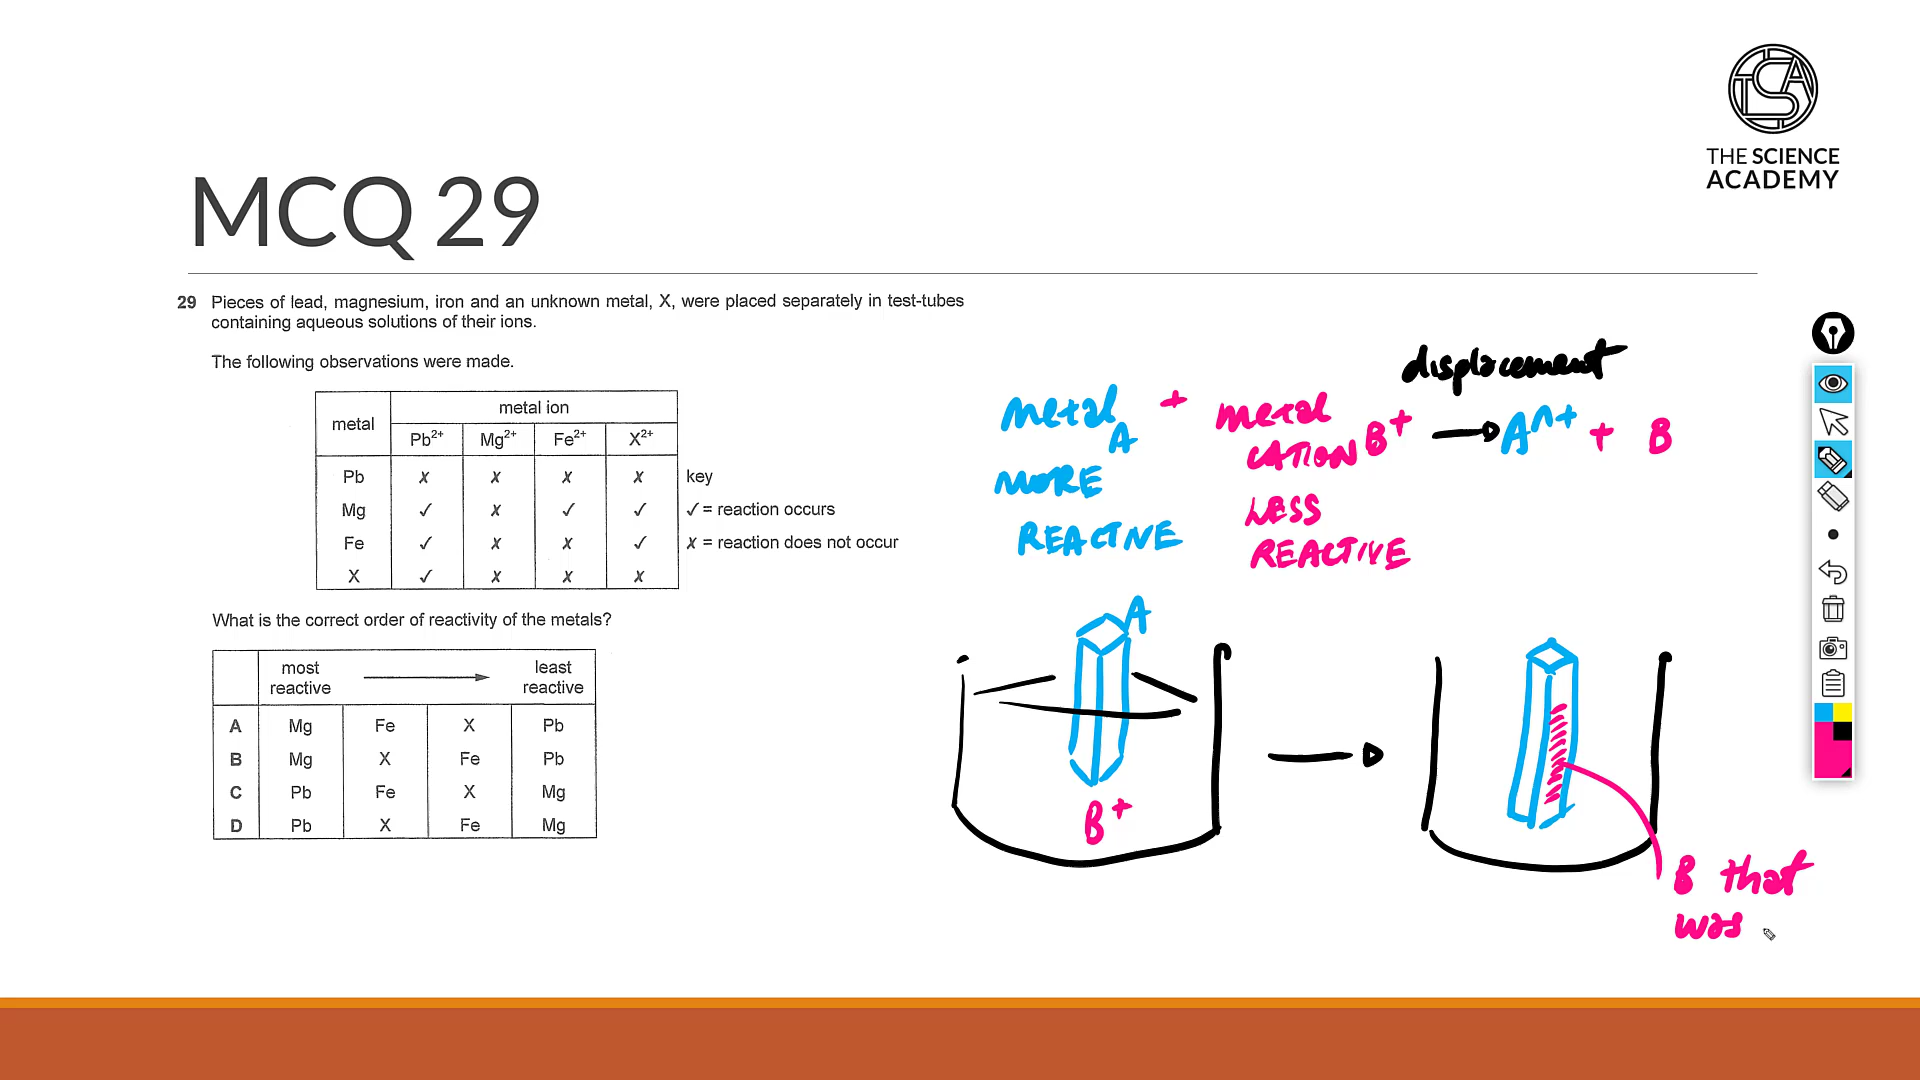 THE SCIENCE
ACADEMY
MCQ 29
29 Pieces of lead, magnesium, iron and an unknown metal, X, were placed separately in test-tubes
containing aqueous solutions of their ions.
The following observations were made.
metal metal ion
Pb2+ Mg2+ Fe2+ X2+
Pb ✗ ✗ ✗ ✗ key
Mg ✓ ✗ ✓ ✓ ✓ = reaction occurs
Fe ✓ ✗ ✗ ✓ ✗ = reaction does not occur
X ✓ ✗ ✗ ✗
What is the correct order of reactivity of the metals?
most least
reactive reactive
A Mg Fe X Pb
B Mg X Fe Pb
C Pb Fe X Mg
D Pb X Fe Mg
displacement
metal A + metal CATION B+ → An+ + B
MORE LESS
REACTIVE REACTIVE
A
B+
B that
was